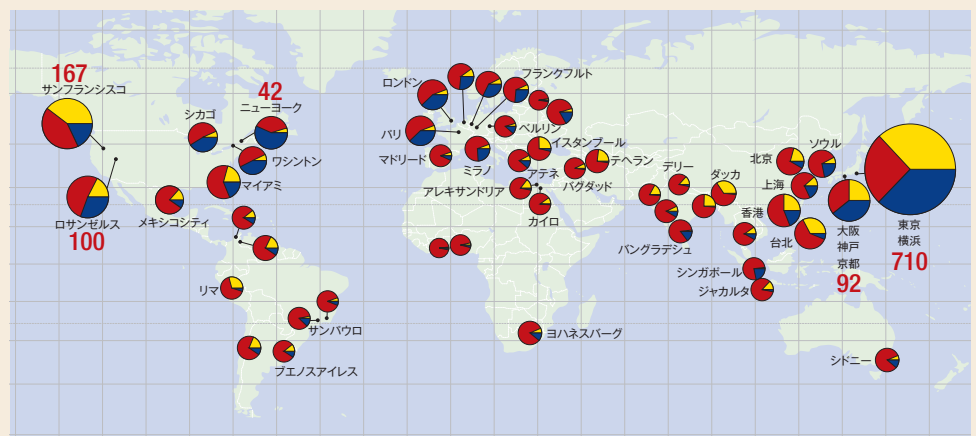 167
サンフランシスコ
シカゴ
42
ニューヨーク
ワシントン
マイアミ
ロサンゼルス
100
メキシコシティ
リマ
サンパウロ
ブエノスアイレス
ロンドン
フランクフルト
パリ
ベルリン
マドリード
ミラノ
イスタンブール
アテネ
テヘラン
バグダッド
アレキサンドリア
カイロ
ヨハネスバーグ
デリー
ダッカ
バングラデシュ
北京
ソウル
上海
香港
台北
シンガポール
ジャカルタ
大阪
神戸
京都
92
東京
横浜
710
シドニー